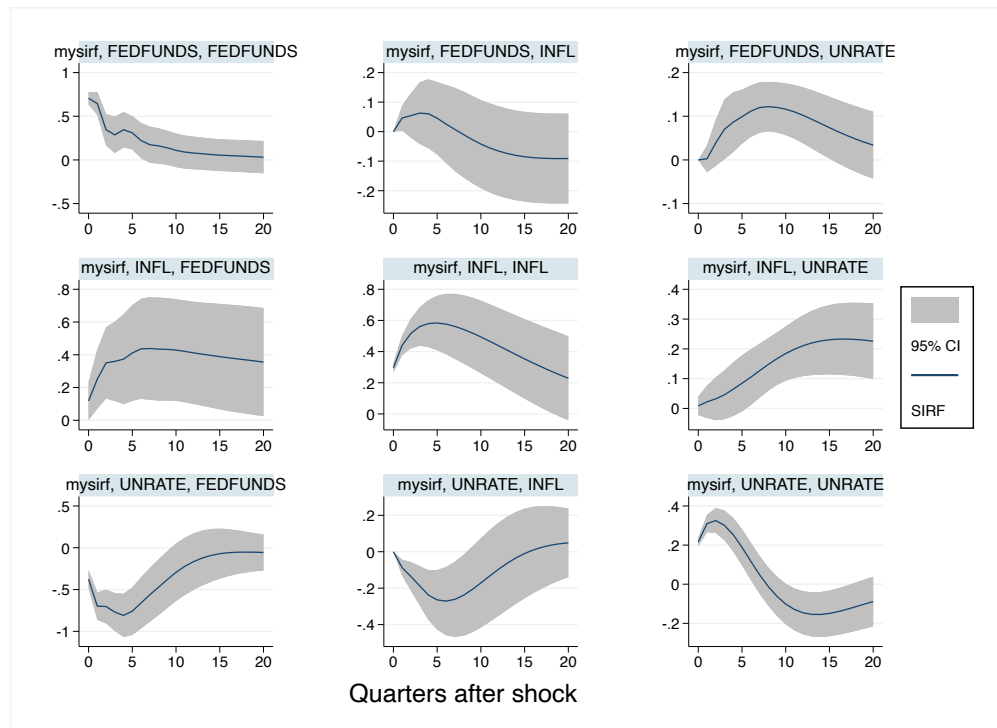 mysirf, FEDFUNDS, FEDFUNDS
mysirf, FEDFUNDS, INFL
mysirf, FEDFUNDS, UNRATE
1
.5
0
-.5
0 5 10 15 20
.2
.1
0
-.1
-.2
0 5 10 15 20
.2
.1
0
-.1
0 5 10 15 20
mysirf, INFL, FEDFUNDS
mysirf, INFL, INFL
mysirf, INFL, UNRATE
.8
.6
.4
.2
0
0 5 10 15 20
.8
.6
.4
.2
0
0 5 10 15 20
.4
.3
.2
.1
0
0 5 10 15 20
95% CI
SIRF
mysirf, UNRATE, FEDFUNDS
mysirf, UNRATE, INFL
mysirf, UNRATE, UNRATE
.5
0
-.5
-1
0 5 10 15 20
.2
0
-.2
-.4
0 5 10 15 20
.4
.2
0
-.2
0 5 10 15 20
Quarters after shock